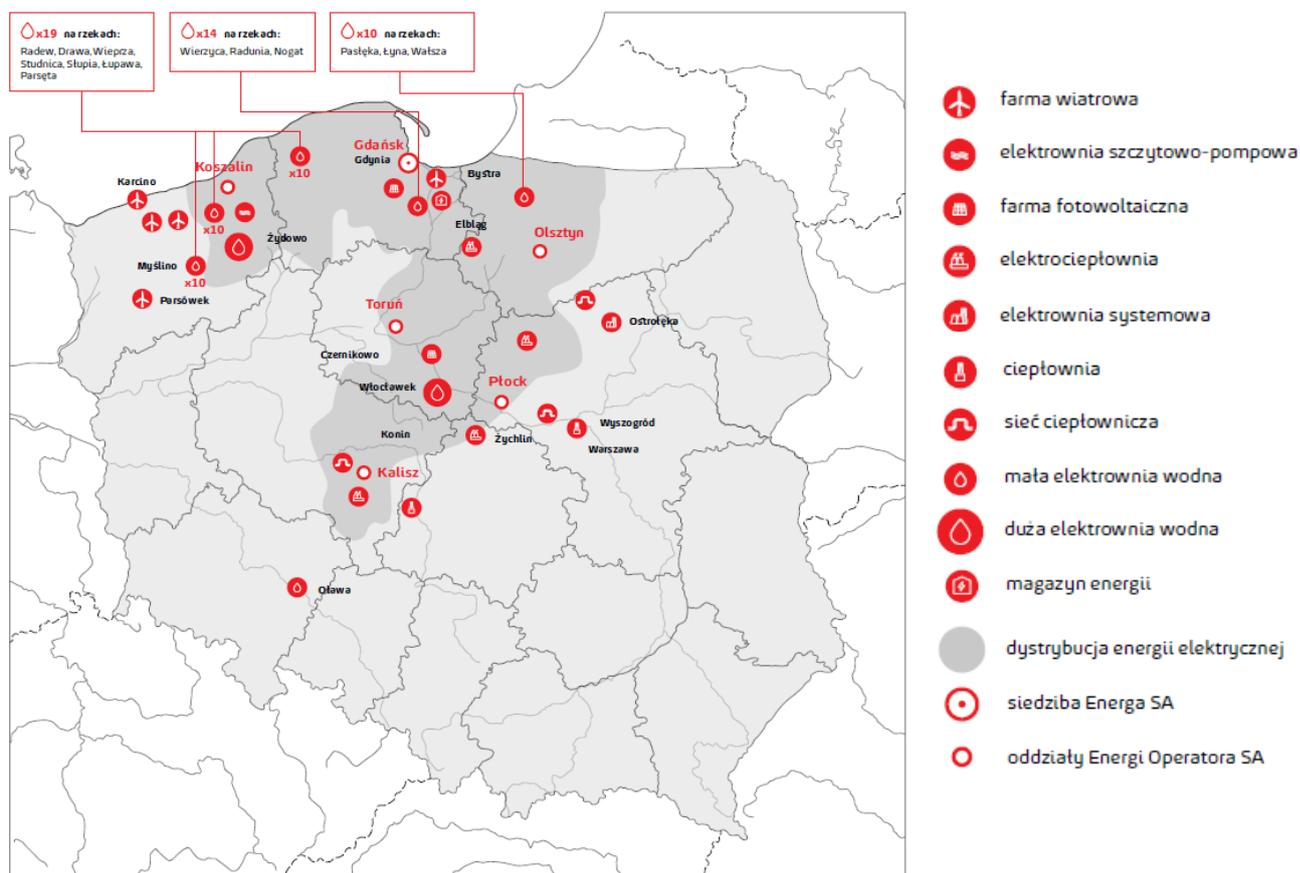 x19 na rzekach:
Radew, Drawa, Wieprza,
Studnica, Słupia, Łupawa,
Parsęta
x14 na rzekach:
Wierzyca, Radunia, Nogat
x10 na rzekach:
Pasłęka, Łyna, Wałsza
Gdańsk
Gdynia
Koszalin
x10
Bystra
Karcino
x10
Żydowo
Elbląg
Olsztyn
Myślino
x10
Parsówek
Toruń
Ostrołęka
Czernikowo
Włocławek
Płock
Wyszogród
Konin
Żychlin
Warszawa
Kalisz
Oława
farma wiatrowa
elektrownia szczytowo-pompowa
farma fotowoltaiczna
elektrociepłownia
elektrownia systemowa
ciepłownia
sieć ciepłownicza
mała elektrownia wodna
duża elektrownia wodna
magazyn energii
dystrybucja energii elektrycznej
siedziba Energa SA
oddziały Energi Operatora SA